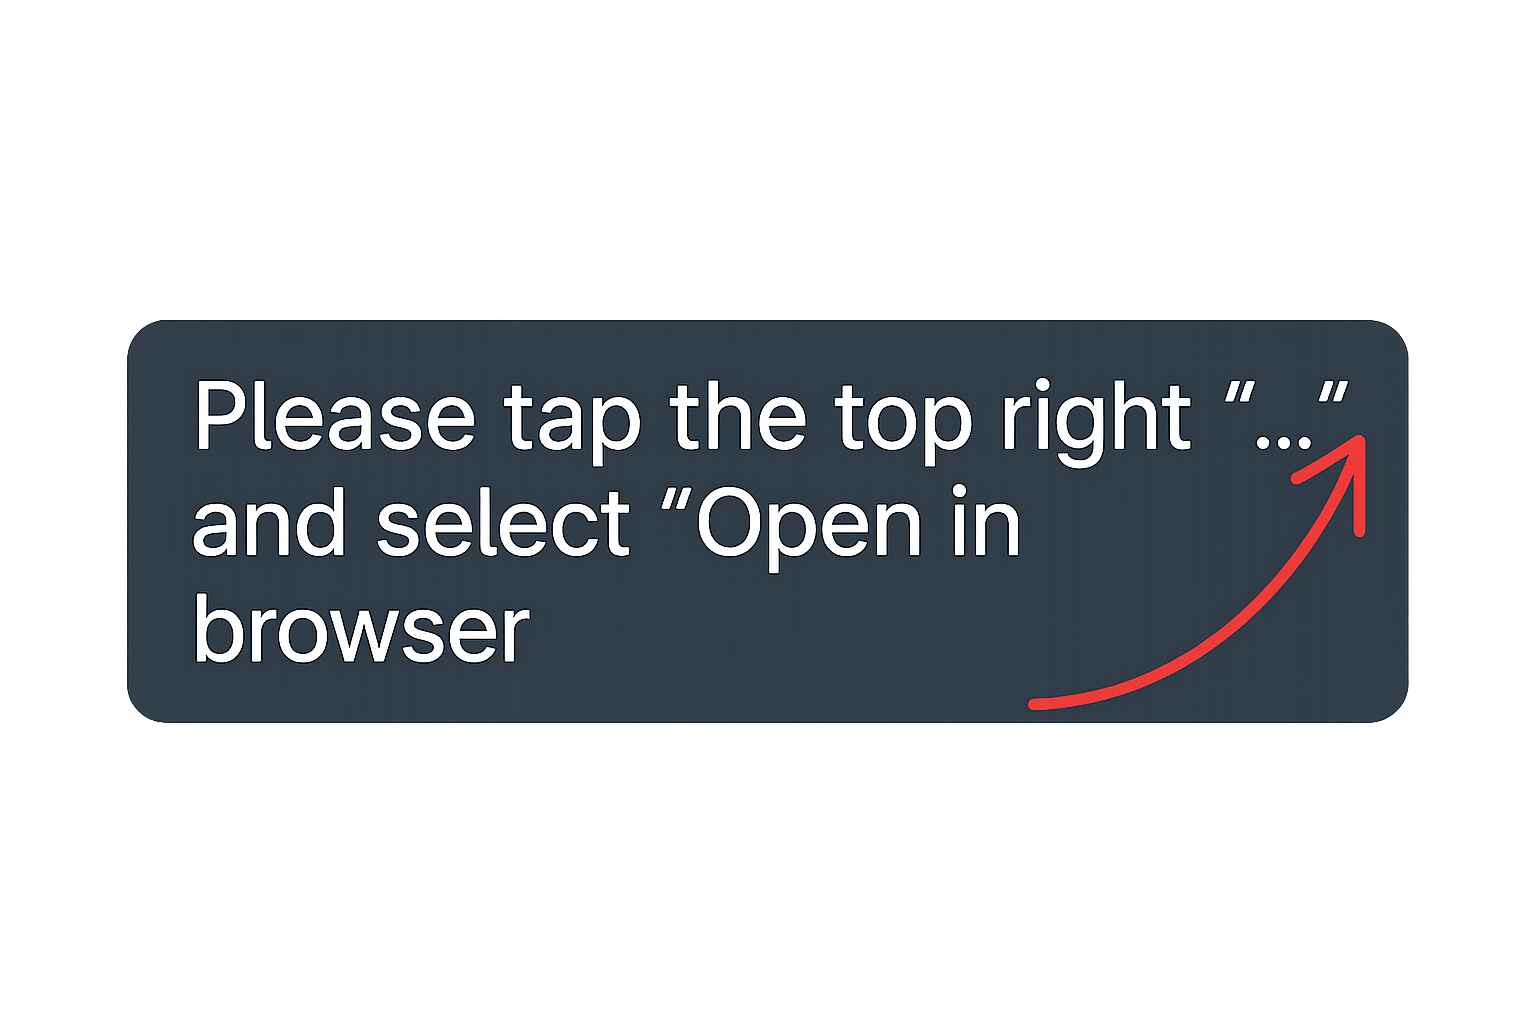 Please tap the top right “...”
and select “Open in
browser